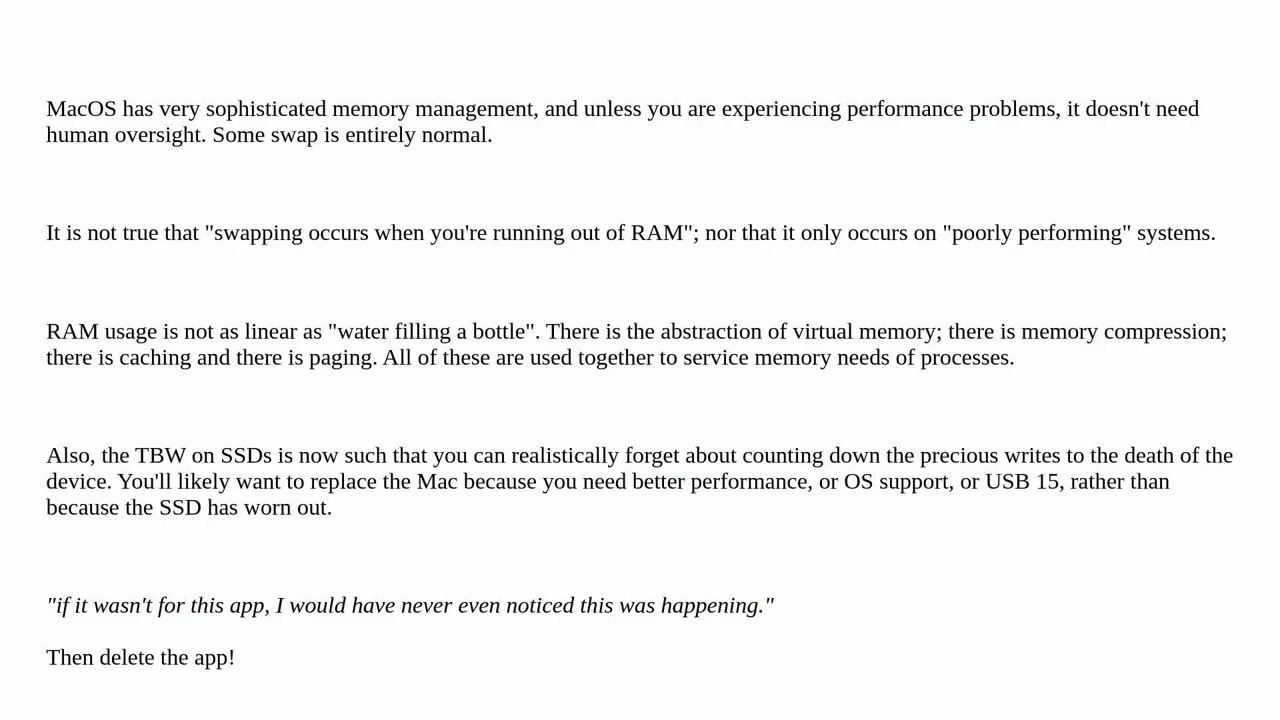 MacOS has very sophisticated memory management, and unless you are experiencing performance problems, it doesn't need
human oversight. Some swap is entirely normal.
It is not true that "swapping occurs when you're running out of RAM"; nor that it only occurs on "poorly performing" systems.
RAM usage is not as linear as "water filling a bottle". There is the abstraction of virtual memory; there is memory compression;
there is caching and there is paging. All of these are used together to service memory needs of processes.
Also, the TBW on SSDs is now such that you can realistically forget about counting down the precious writes to the death of the
device. You'll likely want to replace the Mac because you need better performance, or OS support, or USB 15, rather than
because the SSD has worn out.
"if it wasn't for this app, I would have never even noticed this was happening."
Then delete the app!